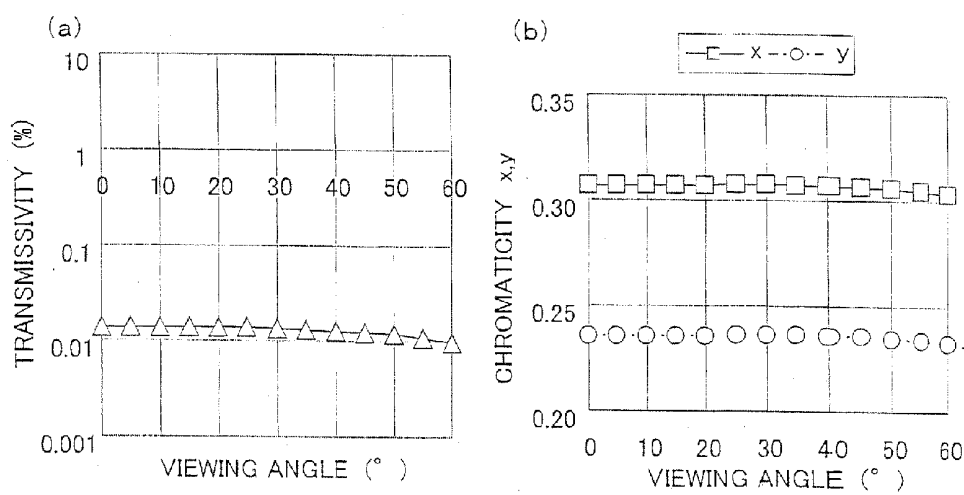 (a)
10
1
0 10 20 30 40 50 60
0.1
0.01
0.001
TRANSMISSIVITY (%)
VIEWING ANGLE (°)
(b)
x y
0.35
0.30
0.25
0.20
0 10 20 30 40 50 60
CHROMATICITY x,y
VIEWING ANGLE (°)